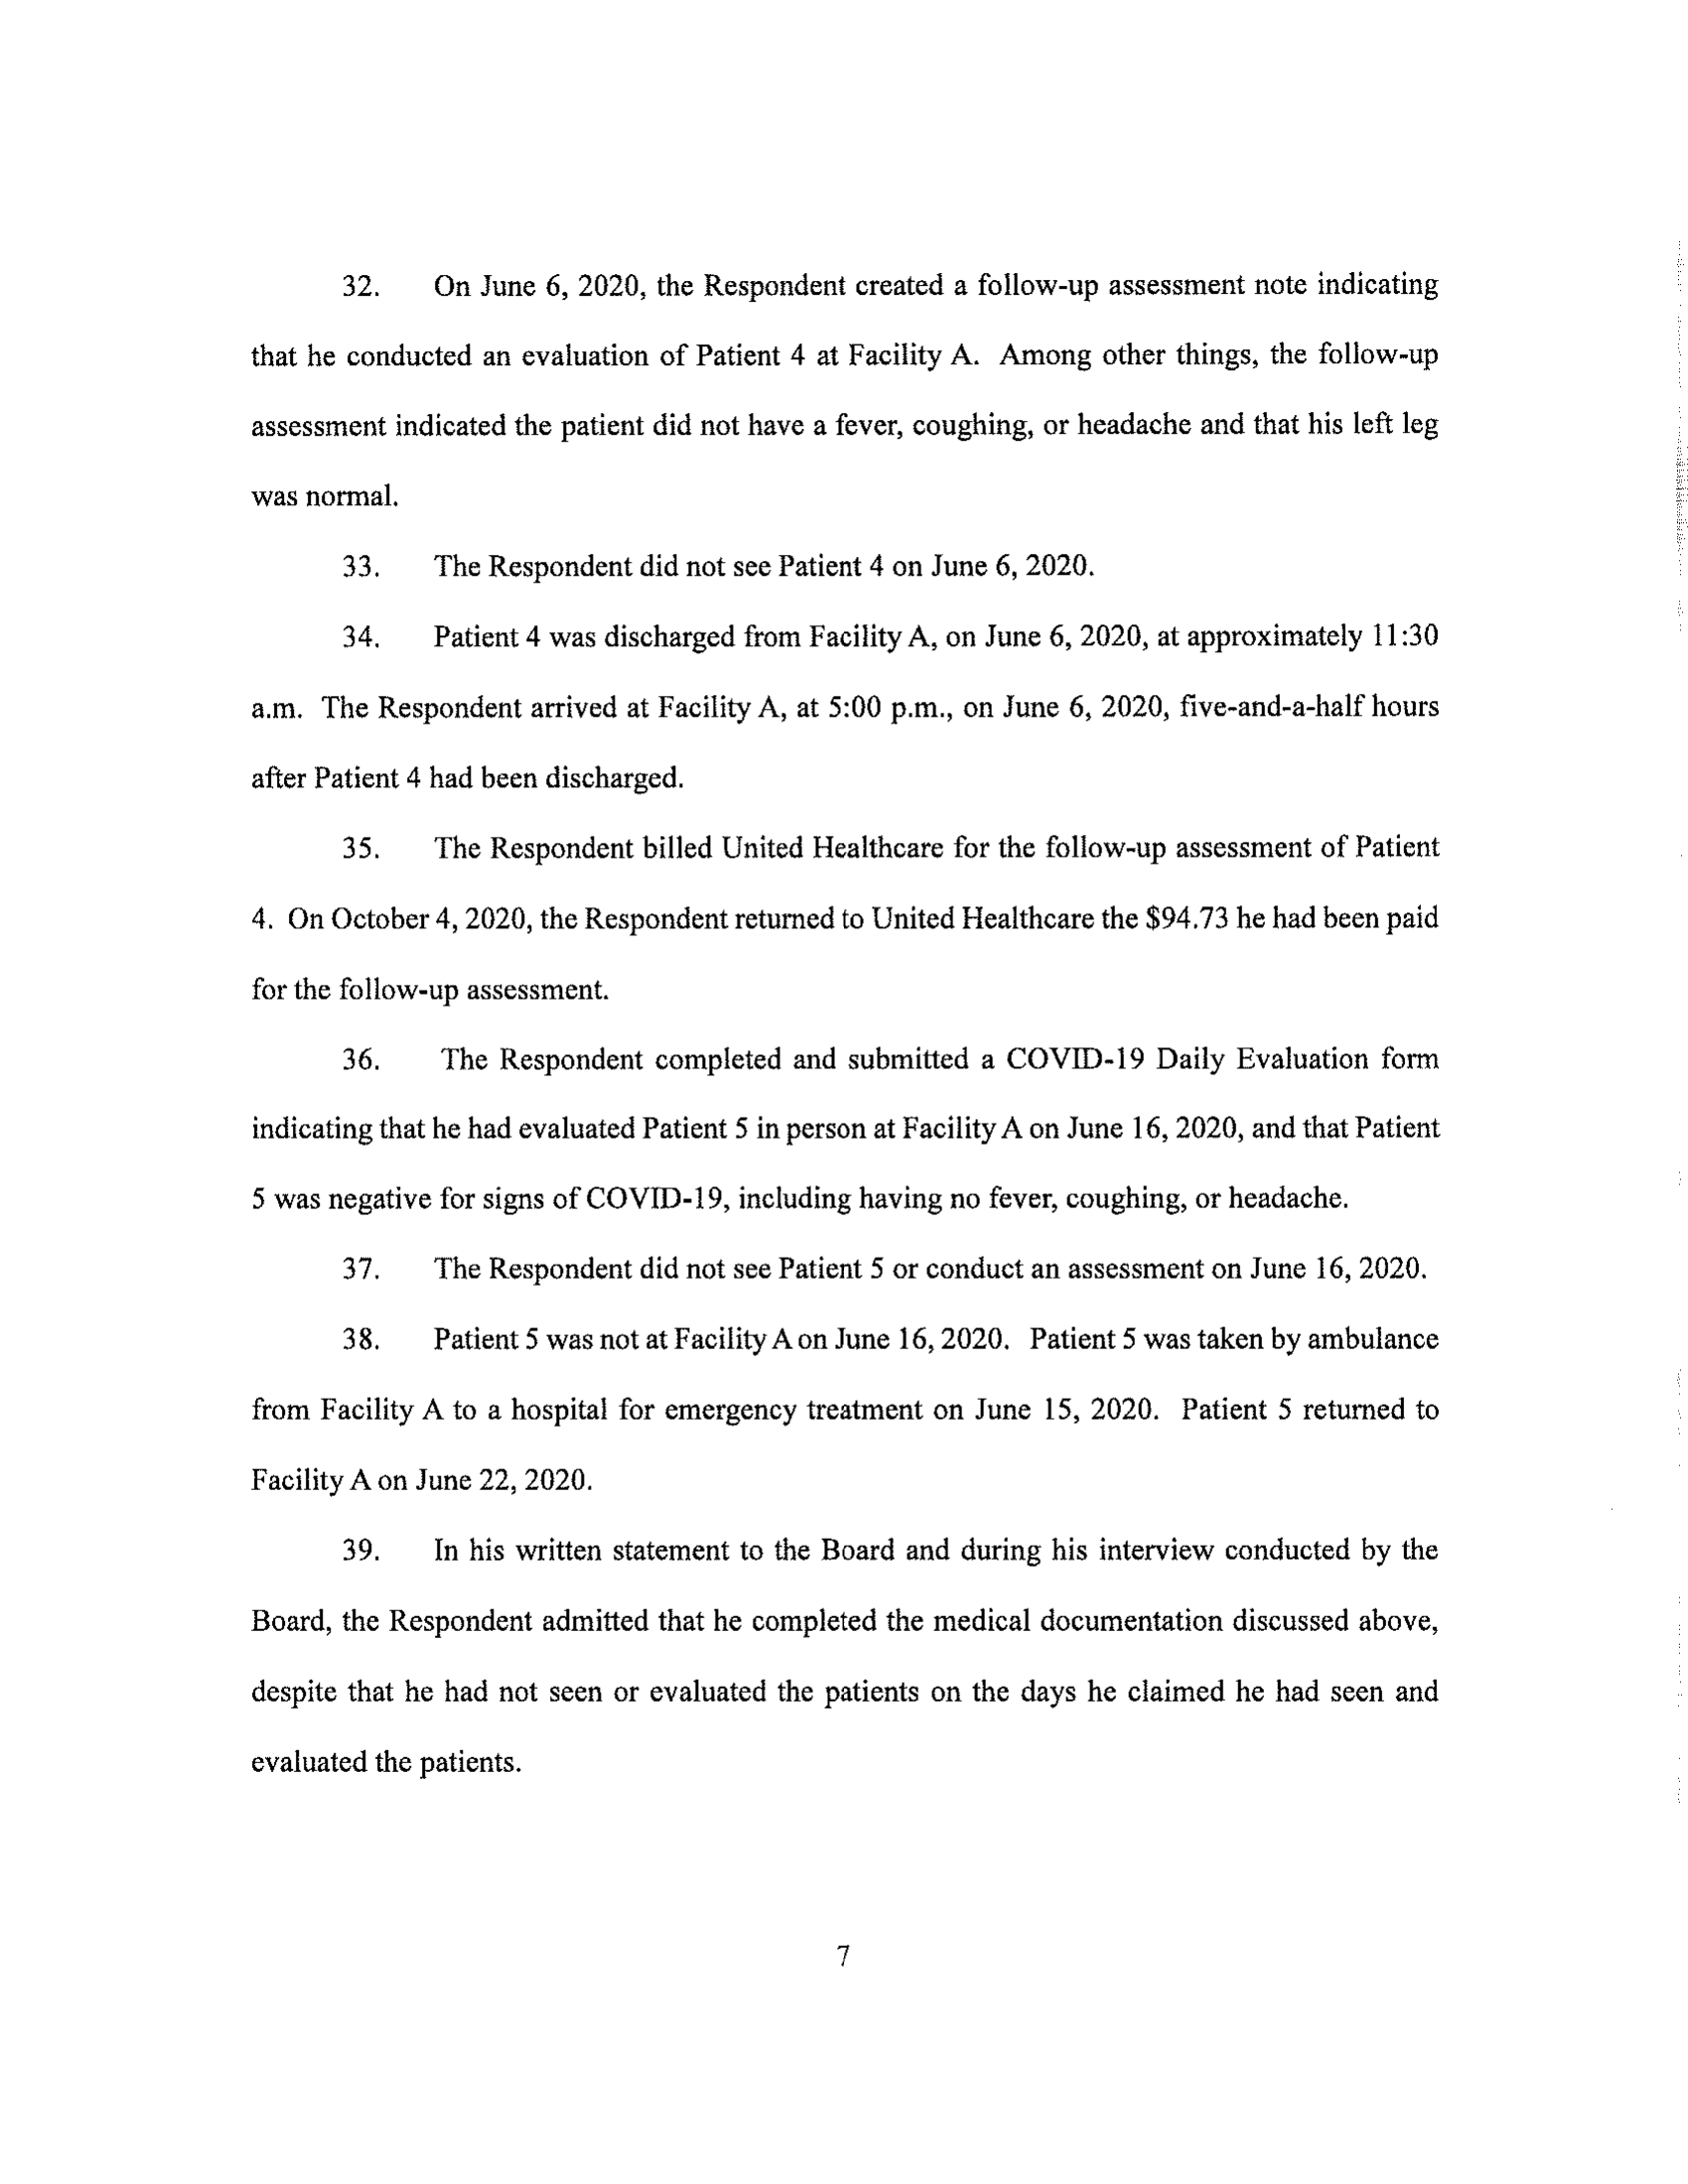 32. On June 6, 2020, the Respondent created a follow-up assessment note indicating
that he conducted an evaluation of Patient 4 at Facility A. Among other things, the follow-up
assessment indicated the patient did not have a fever, coughing, or headache and that his left leg
was normal.
33. The Respondent did not see Patient 4 on June 6, 2020.
34. Patient 4 was discharged from Facility A, on June 6, 2020, at approximately 11:30
a.m. The Respondent arrived at Facility A, at 5:00 p.m., on June 6, 2020, five-and-a-half hours
after Patient 4 had been discharged.
35. The Respondent billed United Healthcare for the follow-up assessment of Patient
4. On October 4, 2020, the Respondent returned to United Healthcare the $94.73 he had been paid
for the follow-up assessment.
36. The Respondent completed and submitted a COVID-19 Daily Evaluation form
indicating that he had evaluated Patient 5 in person at Facility A on June 16, 2020, and that Patient
5 was negative for signs of COVID-19, including having no fever, coughing, or headache.
37. The Respondent did not see Patient 5 or conduct an assessment on June 16, 2020.
38. Patient 5 was not at Facility A on June 16, 2020. Patient 5 was taken by ambulance
from Facility A to a hospital for emergency treatment on June 15, 2020. Patient 5 returned to
Facility A on June 22, 2020.
39. In his written statement to the Board and during his interview conducted by the
Board, the Respondent admitted that he completed the medical documentation discussed above,
despite that he had not seen or evaluated the patients on the days he claimed he had seen and
evaluated the patients.
7